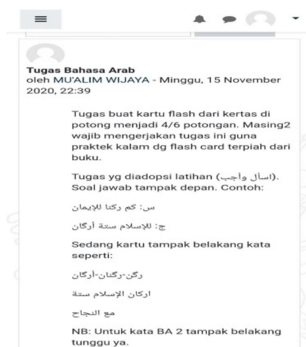 Tugas Bahasa Arab
oleh MU'ALIM WIJAYA - Minggu, 15 November
2020, 22:39
Tugas buat kartu flash dari kertas di
potong menjadi 4/6 potongan. Masing2
wajib mengerjakan tugas ini guna
praktek kalam dg flash card terpiah dari
buku.
Tugas yg diadopsi latihan (اسأل وأجب).
Soal jawab tampak depan. Contoh:
س: كم ركنا للإيمان
ج: للإسلام ستة أركان
Sedang kartu tampak belakang kata
seperti:
ركن-ركنان-أركان
اركان الإسلام ستة
مع النجاح
NB: Untuk kata BA 2 tampak belakang
tunggu ya.